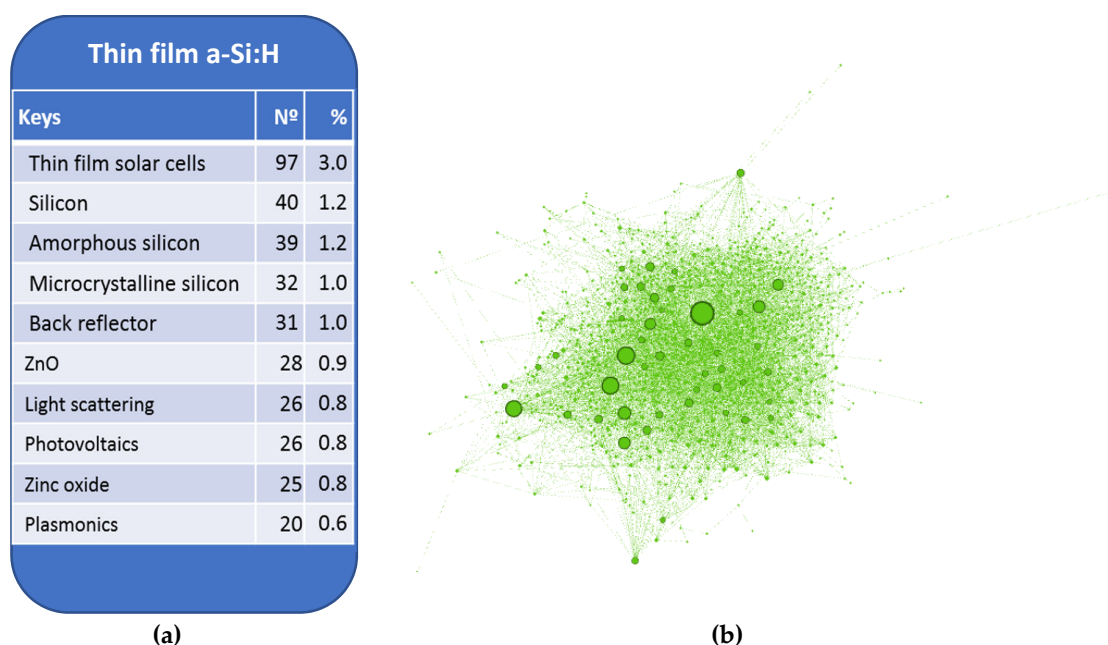 Thin film a-Si:H
Keys Nº %
Thin film solar cells 97 3.0
Silicon 40 1.2
Amorphous silicon 39 1.2
Microcrystalline silicon 32 1.0
Back reflector 31 1.0
ZnO 28 0.9
Light scattering 26 0.8
Photovoltaics 26 0.8
Zinc oxide 25 0.8
Plasmonics 20 0.6
(a) (b)